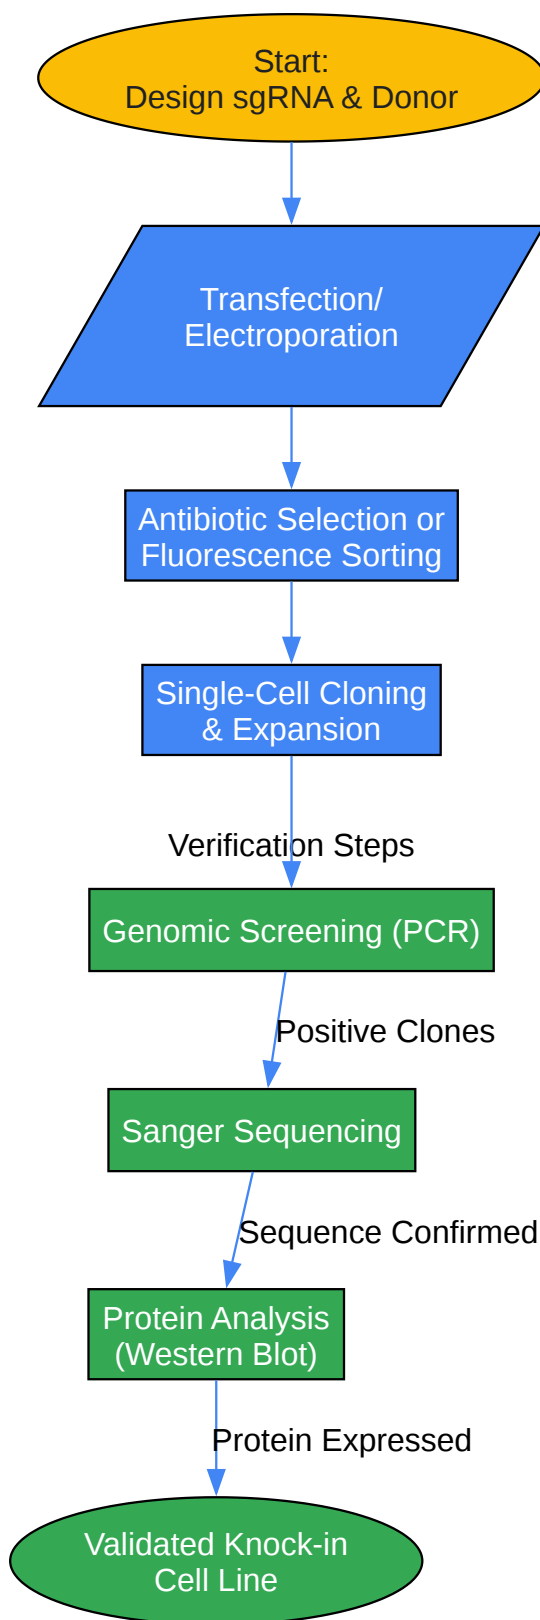 Start:
Design sgRNA & Donor
Transfection/
Electroporation
Antibiotic Selection or
Fluorescence Sorting
Single-Cell Cloning
& Expansion
Verification Steps
Genomic Screening (PCR)
Positive Clones
Sanger Sequencing
Sequence Confirmed
Protein Analysis
(Western Blot)
Protein Expressed
Validated Knock-in
Cell Line